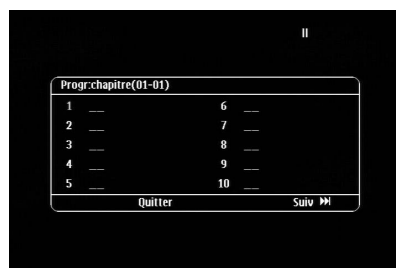 Progr:chapitre(01-01)
1 __ 6 __
2 __ 7 __
3 __ 8 __
4 __ 9 __
5 __ 10 __
Quitter Suiv ⏭